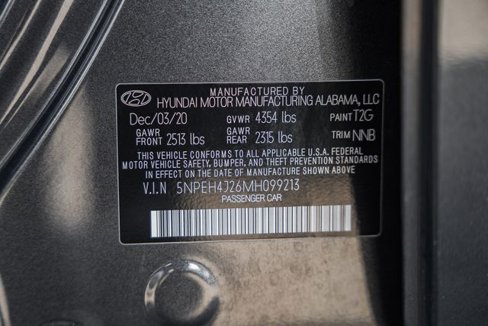 MANUFACTURED BY
HYUNDAI MOTOR MANUFACTURING ALABAMA, LLC
Dec/03/20 GVWR 4354 lbs PAINT T2G
GAWR FRONT 2513 lbs GAWR REAR 2315 lbs TRIM NNB
THIS VEHICLE CONFORMS TO ALL APPLICABLE U.S.A. FEDERAL
MOTOR VEHICLE SAFETY, BUMPER, AND THEFT PREVENTION STANDARDS
IN EFFECT ON THE DATE OF MANUFACTURE SHOWN ABOVE
V.I.N 5NPEH4J26MH099213
PASSENGER CAR